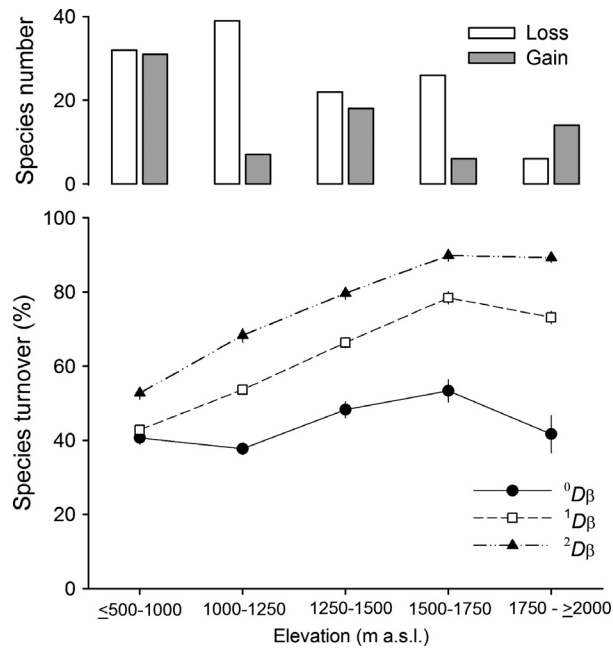 Species number
40
20
0
Loss
Gain
Species turnover (%)
100
80
60
40
20
0
⁰Dβ
¹Dβ
²Dβ
≤500-1000 1000-1250 1250-1500 1500-1750 1750 - ≥2000
Elevation (m a.s.l.)